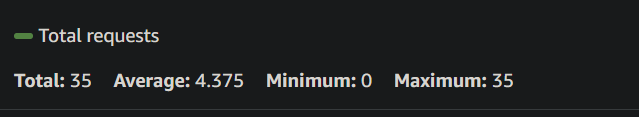 Total requests
Total: 35 Average: 4.375 Minimum: 0 Maximum: 35